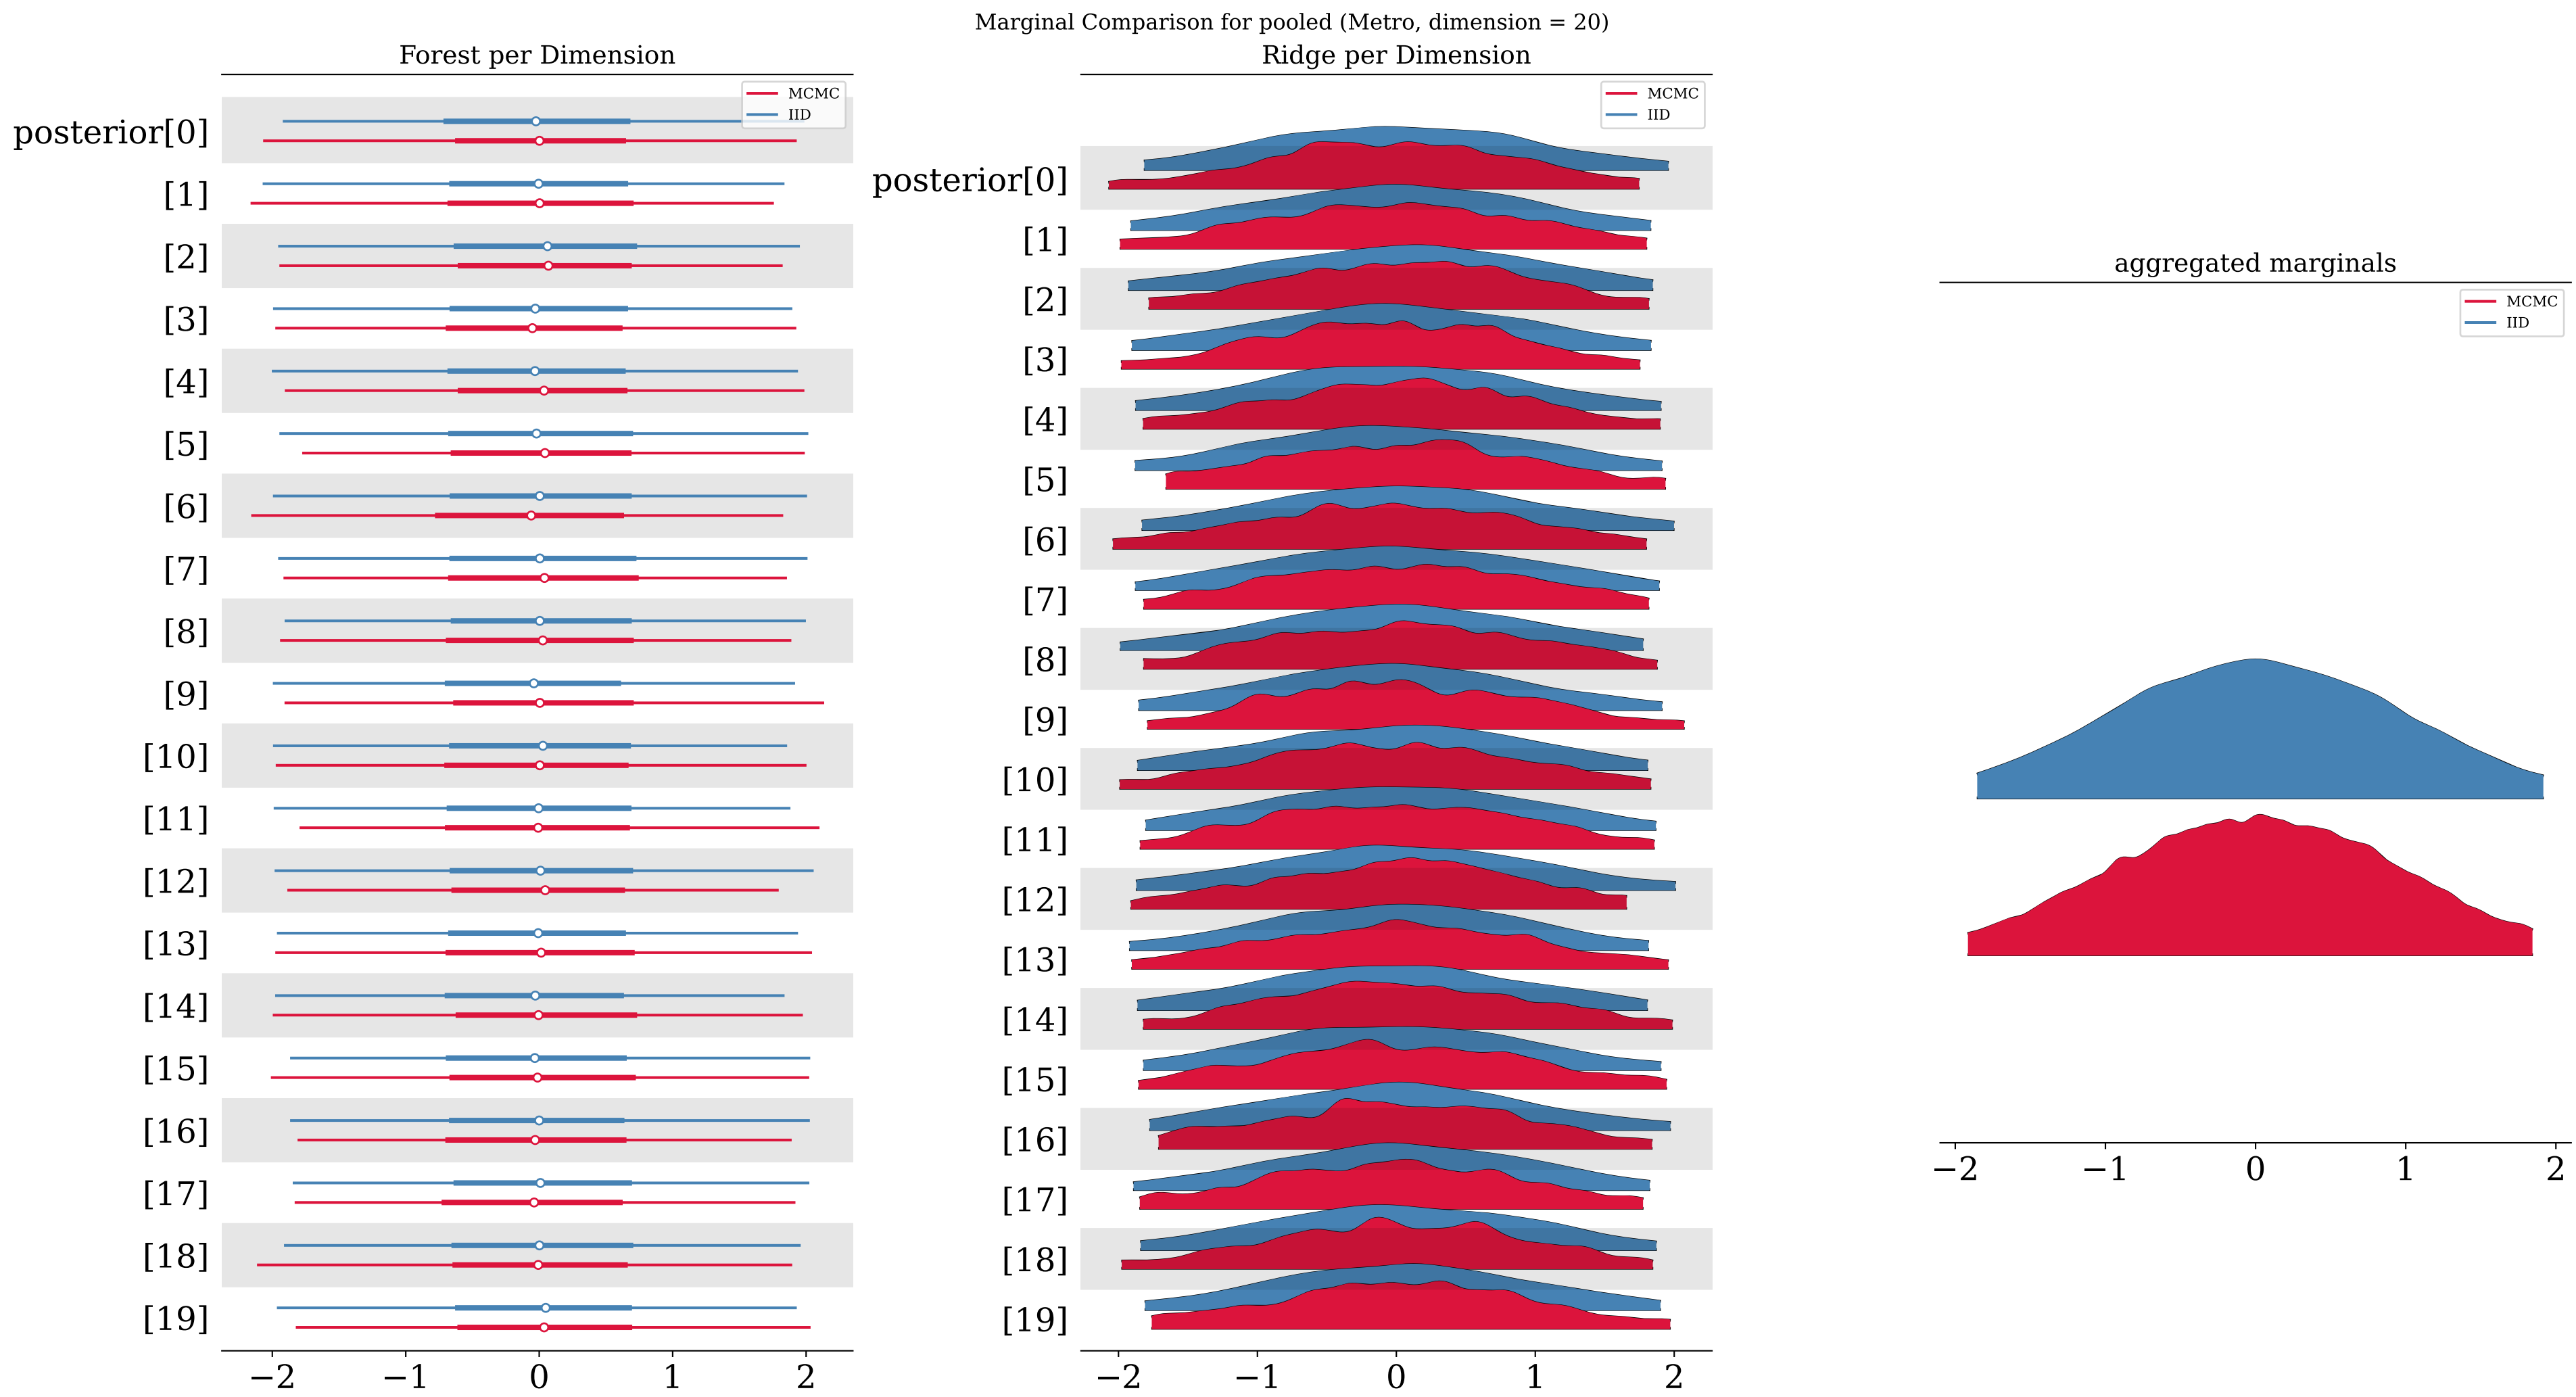 Marginal Comparison for pooled (Metro, dimension = 20)
Forest per Dimension
MCMC
IID
posterior[0]
[1]
[2]
[3]
[4]
[5]
[6]
[7]
[8]
[9]
[10]
[11]
[12]
[13]
[14]
[15]
[16]
[17]
[18]
[19]
−2 −1 0 1 2
Ridge per Dimension
MCMC
IID
posterior[0]
[1]
[2]
[3]
[4]
[5]
[6]
[7]
[8]
[9]
[10]
[11]
[12]
[13]
[14]
[15]
[16]
[17]
[18]
[19]
−2 −1 0 1 2
aggregated marginals
MCMC
IID
−2 −1 0 1 2